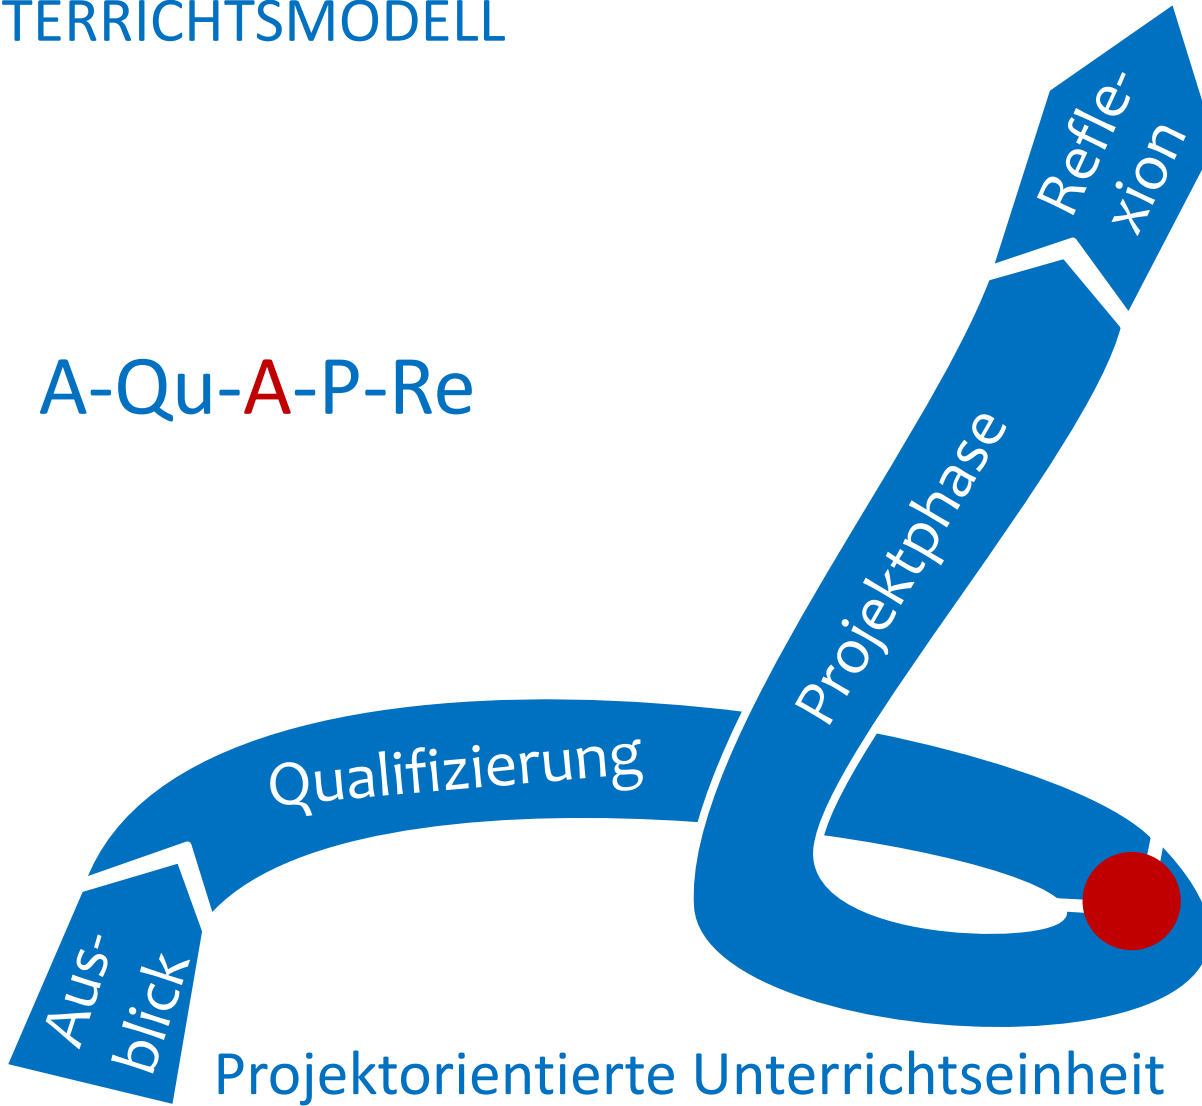 TERRICHTSMODELL
A-Qu-A-P-Re
Refle-
xion
Projektphase
Qualifizierung
Aus-
blick
Projektorientierte Unterrichtseinheit